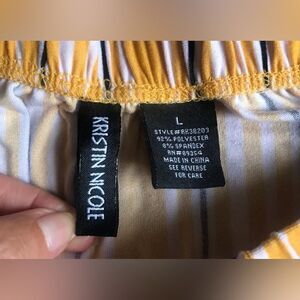 KRISTIN NICOLE
L
STYLE#RK38203
92% POLYESTER
8% SPANDEX
RN#89364
MADE IN CHINA
SEE REVERSE
FOR CARE